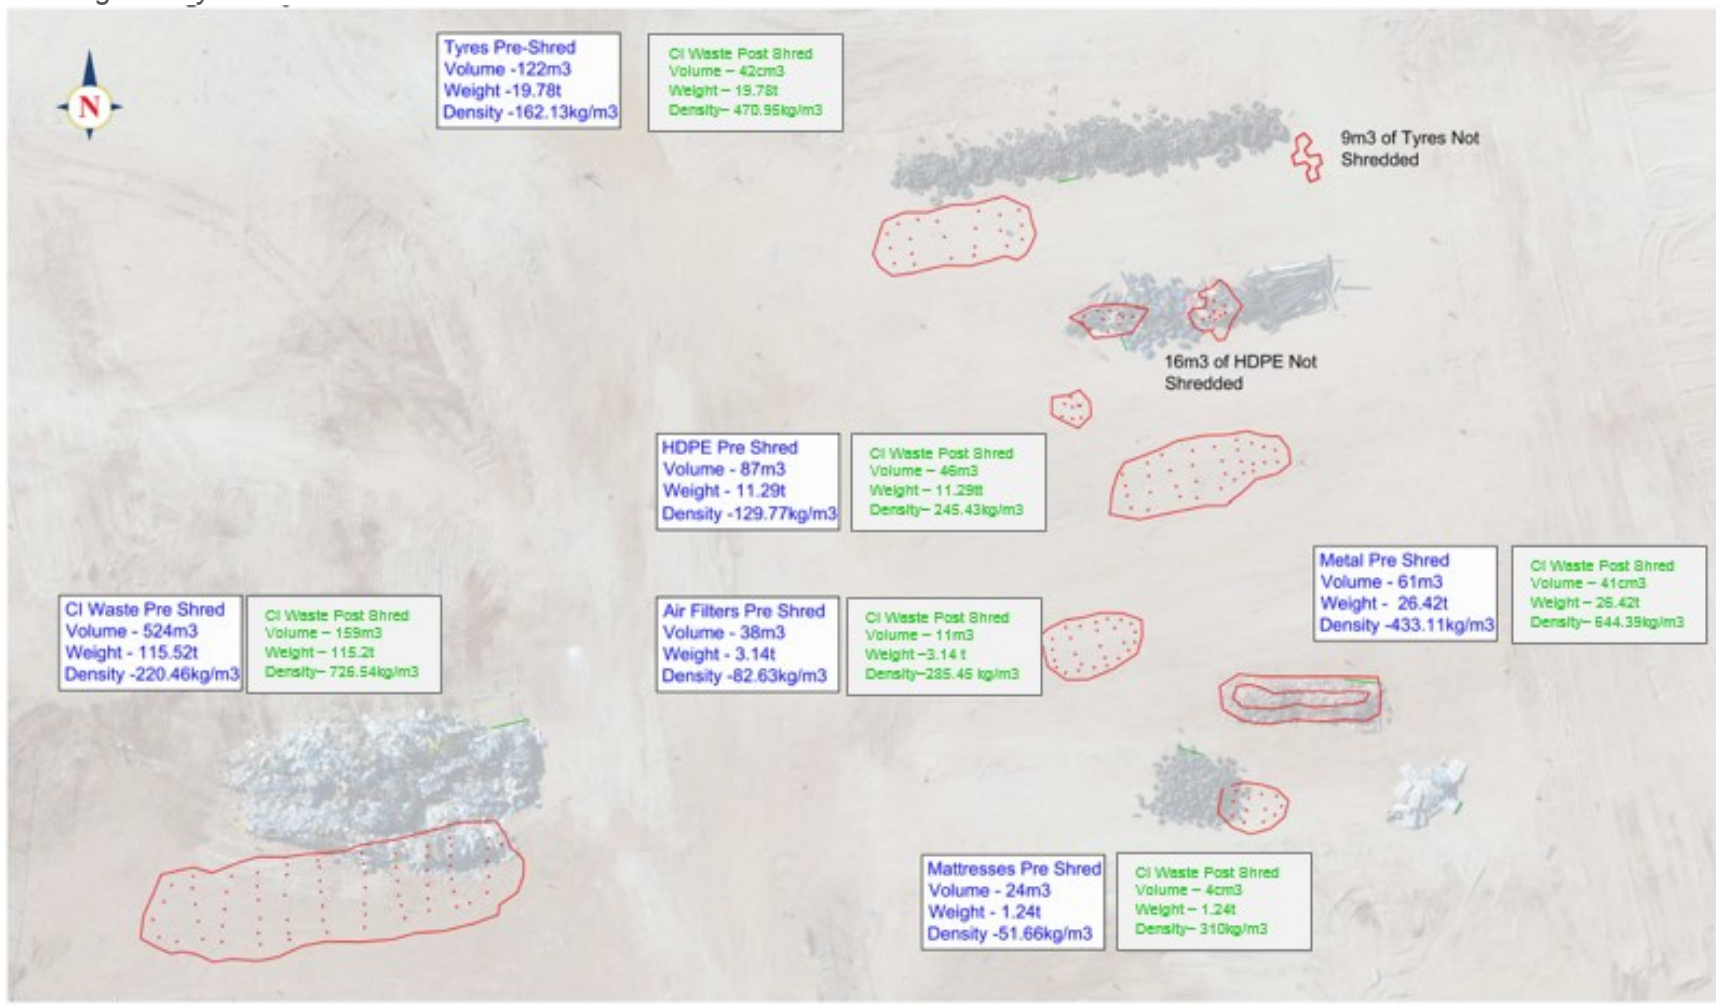 N
Tyres Pre-Shred
Volume -122m3
Weight -19.78t
Density -162.13kg/m3
CI Waste Post Shred
Volume – 42cm3
Weight – 19.78t
Density– 470.95kg/m3
9m3 of Tyres Not
Shredded
16m3 of HDPE Not
Shredded
HDPE Pre Shred
Volume - 87m3
Weight - 11.29t
Density -129.77kg/m3
CI Waste Post Shred
Volume – 46m3
Weight – 11.29tt
Density– 245.43kg/m3
Metal Pre Shred
Volume - 61m3
Weight - 26.42t
Density -433.11kg/m3
CI Waste Post Shred
Volume – 41cm3
Weight – 26.42t
Density– 644.39kg/m3
CI Waste Pre Shred
Volume - 524m3
Weight - 115.52t
Density -220.46kg/m3
CI Waste Post Shred
Volume – 159m3
Weight – 115.2t
Density– 726.54kg/m3
Air Filters Pre Shred
Volume - 38m3
Weight - 3.14t
Density -82.63kg/m3
CI Waste Post Shred
Volume – 11m3
Weight –3.14 t
Density–285.45 kg/m3
Mattresses Pre Shred
Volume - 24m3
Weight - 1.24t
Density -51.66kg/m3
CI Waste Post Shred
Volume – 4cm3
Weight – 1.24t
Density– 310kg/m3